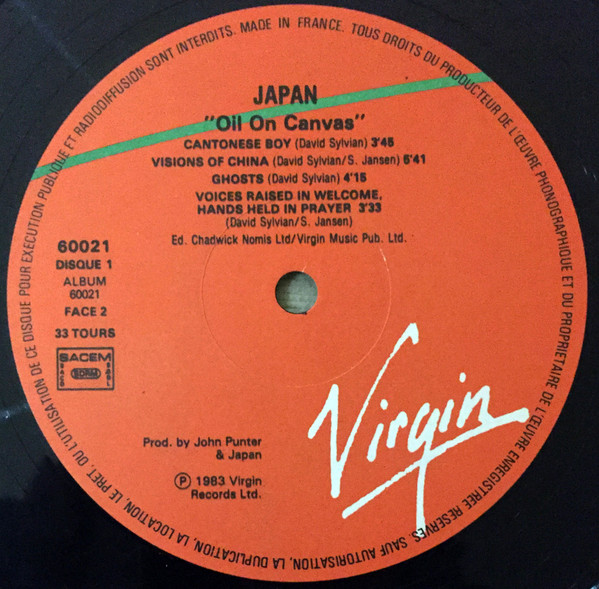 JAPAN
"Oil On Canvas"
CANTONESE BOY (David Sylvian) 3'45
VISIONS OF CHINA (David Sylvian/S. Jansen) 5'41
GHOSTS (David Sylvian) 4'15
VOICES RAISED IN WELCOME,
HANDS HELD IN PRAYER 3'33
(David Sylvian/S. Jansen)
Ed. Chadwick Nomis Ltd/Virgin Music Pub. Ltd.
60021
DISQUE 1
ALBUM
60021
FACE 2
33 TOURS
SACEM
SACD
SDRM
SGDL
Virgin
Prod. by John Punter
& Japan
℗ 1983 Virgin
Records Ltd.
MADE IN FRANCE. TOUS DROITS DU PRODUCTEUR DE L'ŒUVRE PHONOGRAPHIQUE ET DU PROPRIETAIRE DE L'ŒUVRE ENREGISTREE RESERVES. SAUF AUTORISATION, LA DUPLICATION, LA LOCATION, LE PRET, OU L'UTILISATION DE CE DISQUE POUR EXECUTION PUBLIQUE ET RADIODIFFUSION SONT INTERDITS.